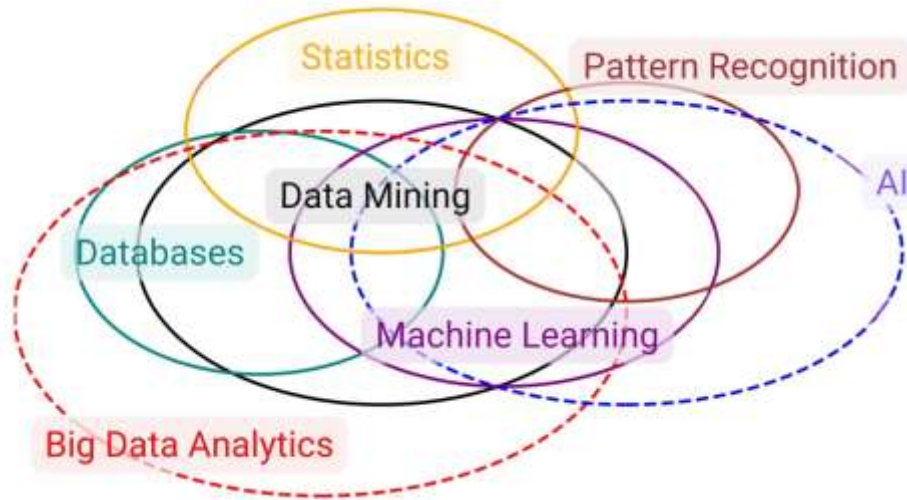 Statistics
Pattern Recognition
AI
Data Mining
Databases
Machine Learning
Big Data Analytics